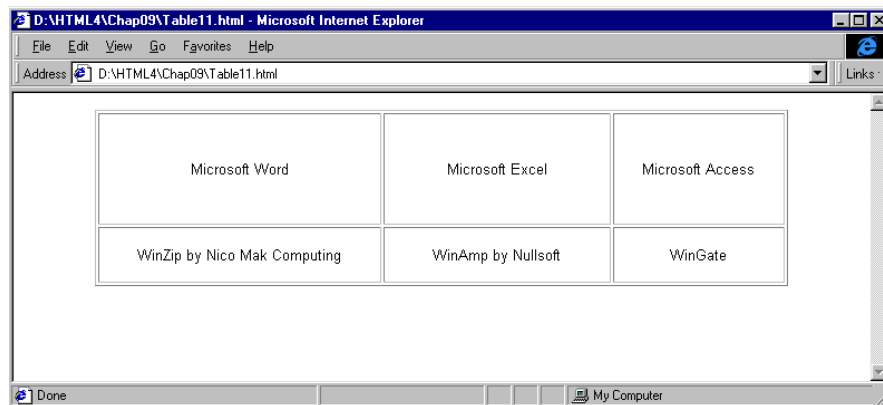 D:\HTML4\Chap09\Table11.html - Microsoft Internet Explorer
File Edit View Go Favorites Help
Address D:\HTML4\Chap09\Table11.html Links
Microsoft Word Microsoft Excel Microsoft Access
WinZip by Nico Mak Computing WinAmp by Nullsoft WinGate
Done My Computer